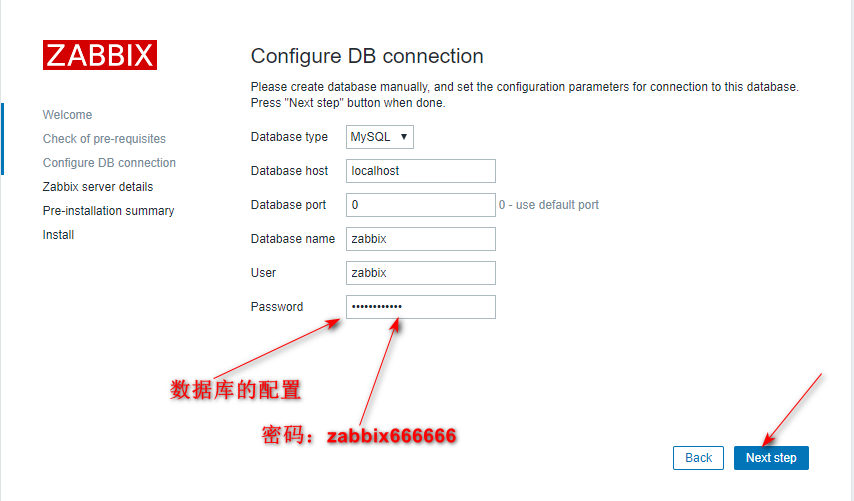 ZABBIX
Welcome
Check of pre-requisites
Configure DB connection
Zabbix server details
Pre-installation summary
Install
Configure DB connection
Please create database manually, and set the configuration parameters for connection to this database.
Press "Next step" button when done.
Database type MySQL ▼
Database host localhost
Database port 0 0 - use default port
Database name zabbix
User zabbix
Password ••••••••••••
数据库的配置
密码：zabbix666666
Back Next step